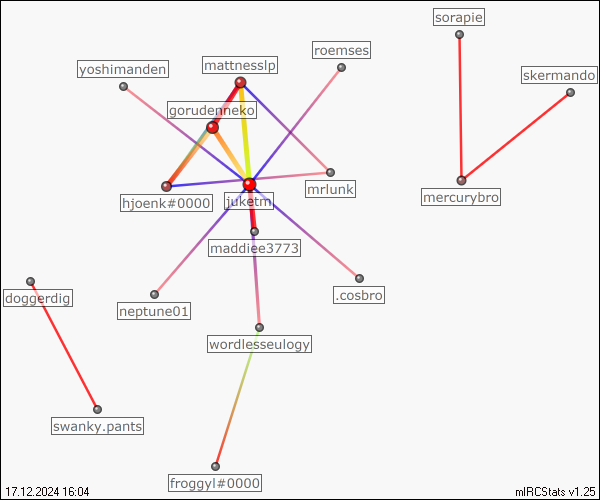 sorapie
roemses
mattnesslp
yoshimanden
skermando
gorudenneko
mrlunk
mercurybro
hjoenk#0000
juketm
maddiee3773
.cosbro
doggerdig
neptune01
wordlesseulogy
swanky.pants
froggyl#0000
17.12.2024 16:04
mIRCStats v1.25